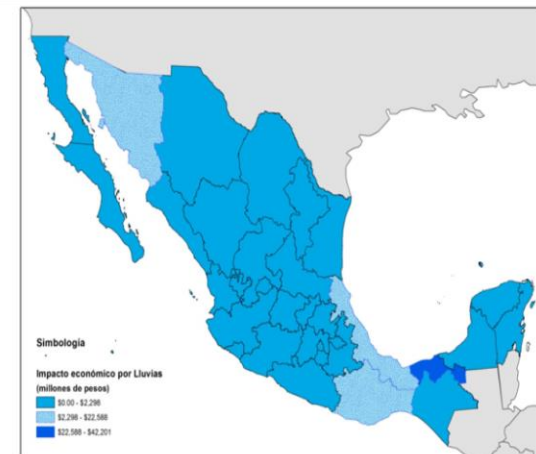 Simbología
Impacto económico por Lluvias
(millones de pesos)
$0.00 - $2,298
$2,298 - $22,588
$22,588 - $42,201